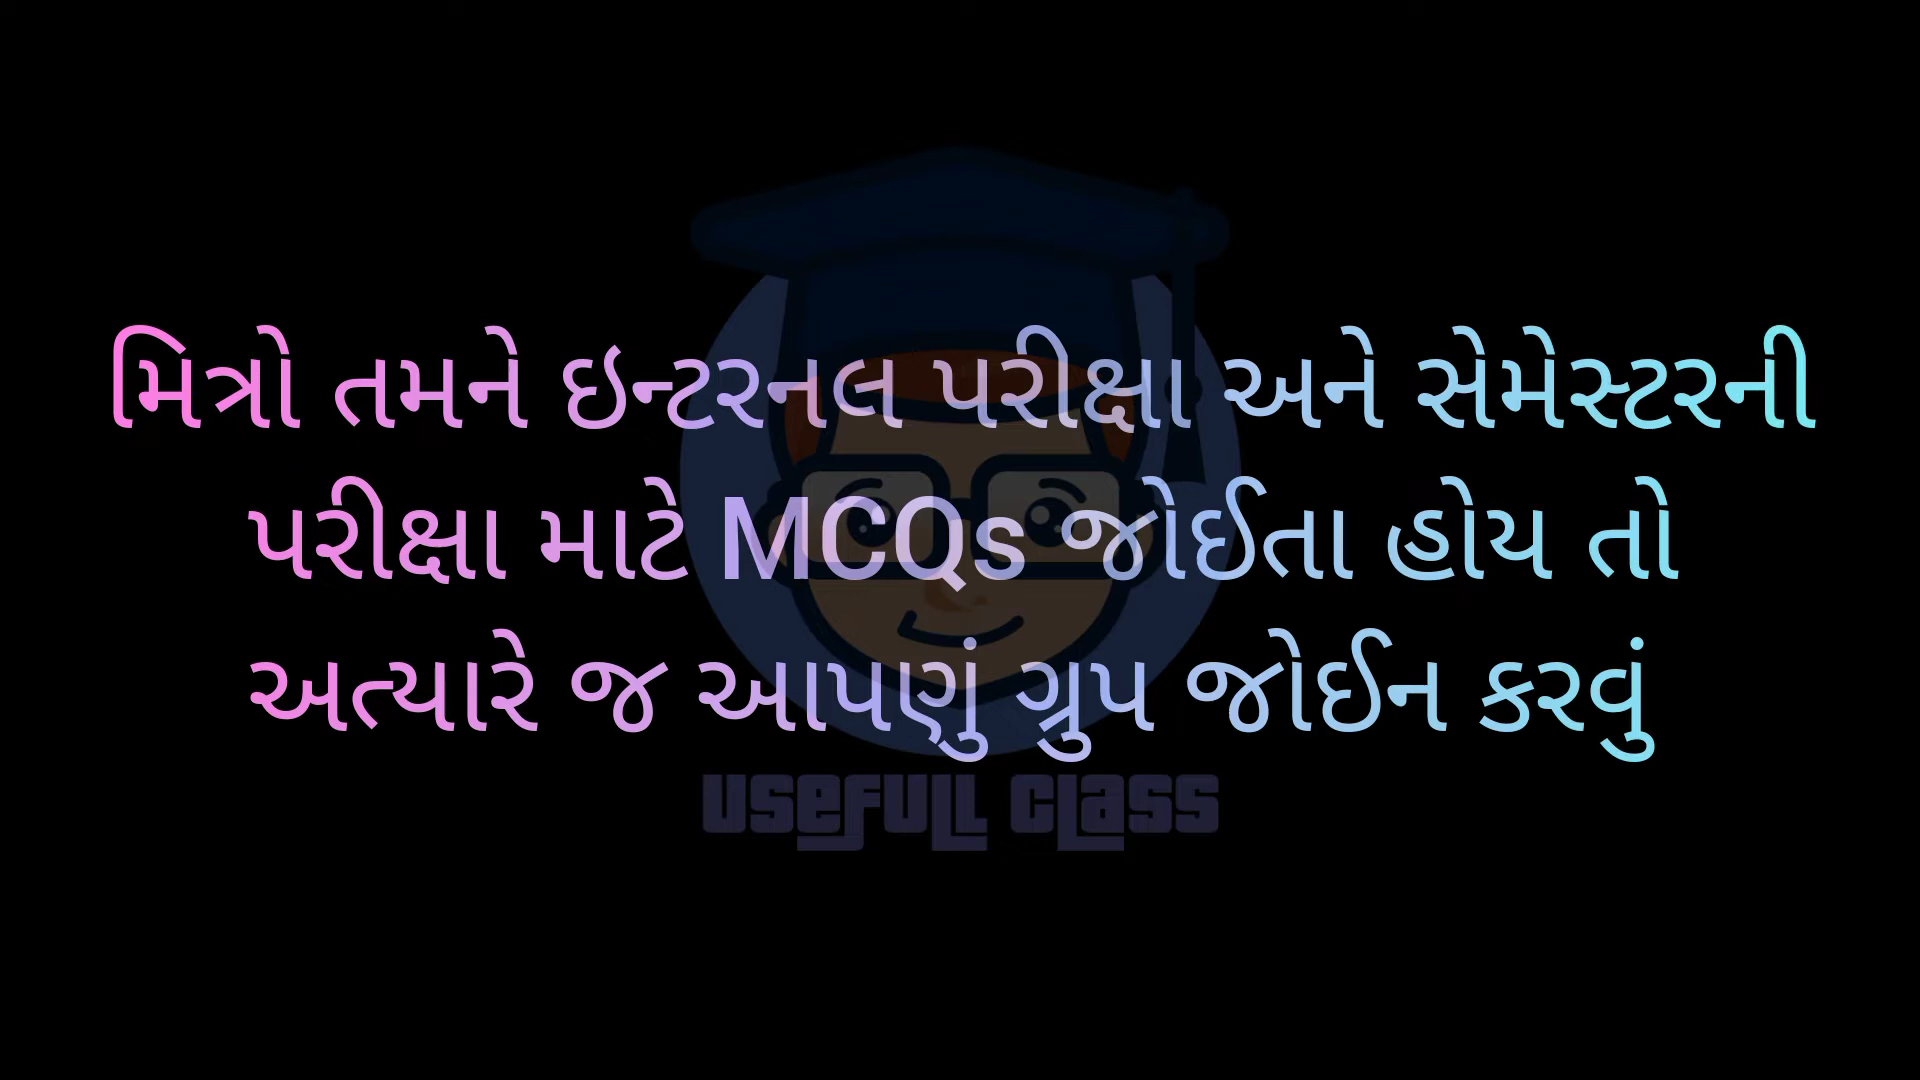 મિત્રો તમને ઇન્ટરનલ પરીક્ષા અને સેમેસ્ટરની
પરીક્ષા માટે MCQs જોઈતા હોય તો
અત્યારે જ આપણું ગ્રુપ જોઈન કરવું
USEFULL CLASS